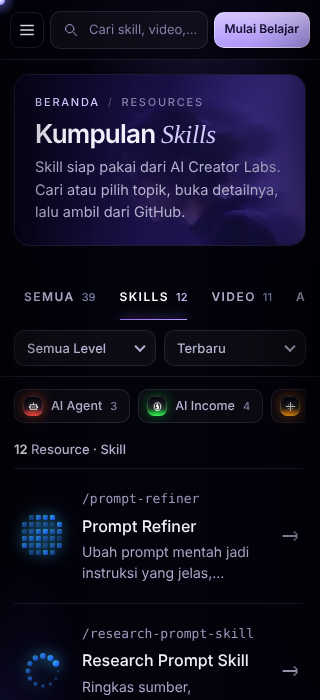 Cari skill, video,...
Mulai Belajar
BERANDA / RESOURCES
Kumpulan Skills
Skill siap pakai dari AI Creator Labs.
Cari atau pilih topik, buka detailnya,
lalu ambil dari GitHub.
SEMUA 39 SKILLS 12 VIDEO 11 A
Semua Level
Terbaru
AI Agent 3
AI Income 4
12 Resource · Skill
/prompt-refiner
Prompt Refiner
Ubah prompt mentah jadi
instruksi yang jelas,...
/research-prompt-skill
Research Prompt Skill
Ringkas sumber,